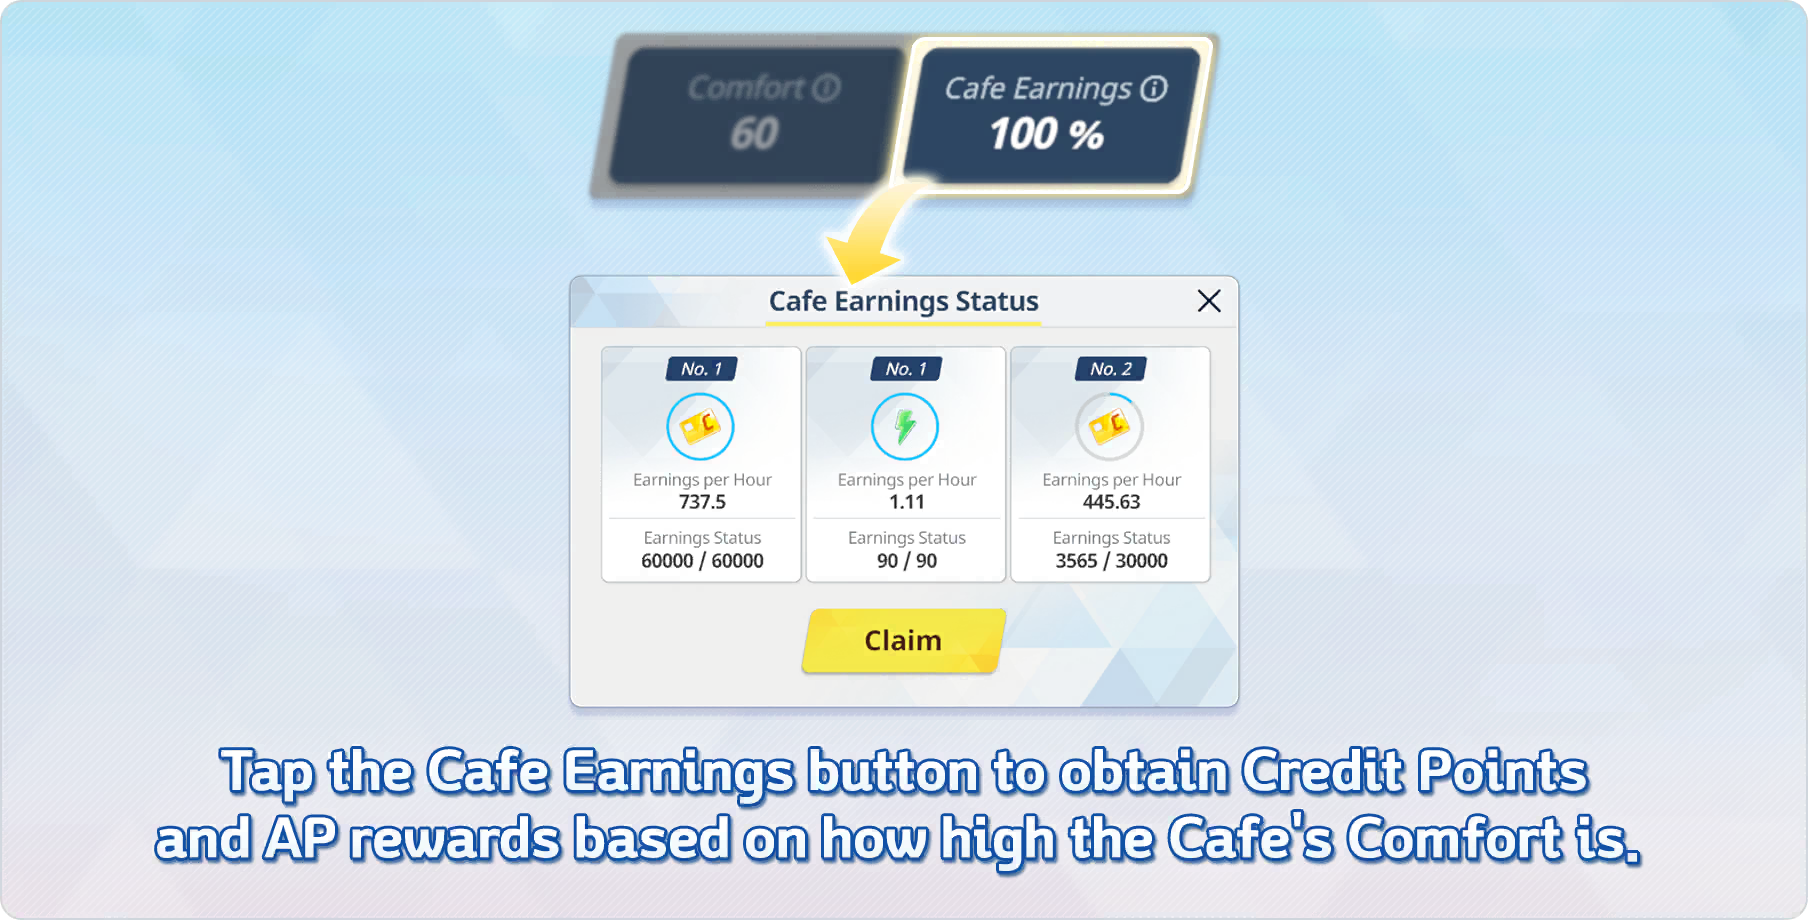 Comfort
60
Cafe Earnings
100 %
Cafe Earnings Status
No. 1
Earnings per Hour
737.5
Earnings Status
60000 / 60000
No. 1
Earnings per Hour
1.11
Earnings Status
90 / 90
No. 2
Earnings per Hour
445.63
Earnings Status
3565 / 30000
Claim
Tap the Cafe Earnings button to obtain Credit Points
and AP rewards based on how high the Cafe's Comfort is.